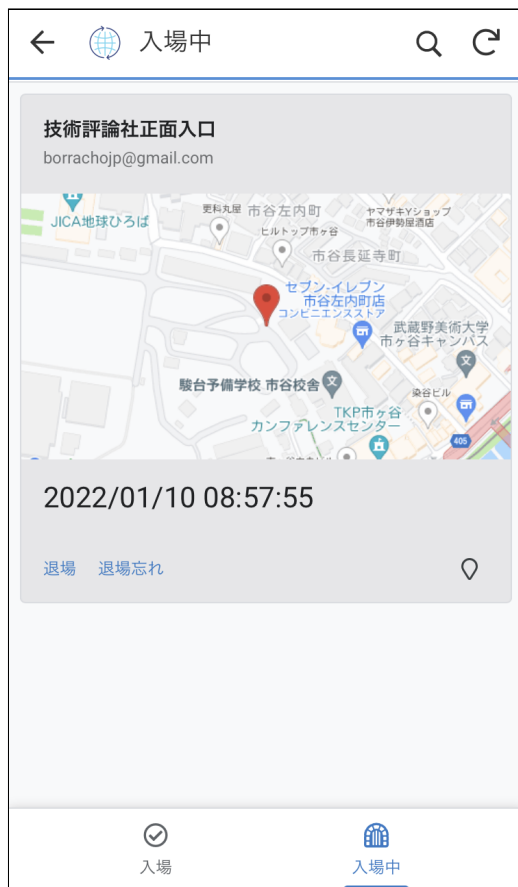 入場中
技術評論社正面入口
borrachojp@gmail.com
JICA地球ひろば
更科丸屋
市谷左内町
ヤマザキYショップ
市谷伊勢屋酒店
ヒルトップ市ヶ谷
市谷長延寺町
セブン-イレブン
市谷左内町店
コンビニエンスストア
武蔵野美術大学
市ヶ谷キャンパス
駿台予備学校 市谷校舎
文
文
染谷ビル
TKP市ヶ谷
カンファレンスセンター
405
2022/01/10 08:57:55
退場 退場忘れ
入場 入場中